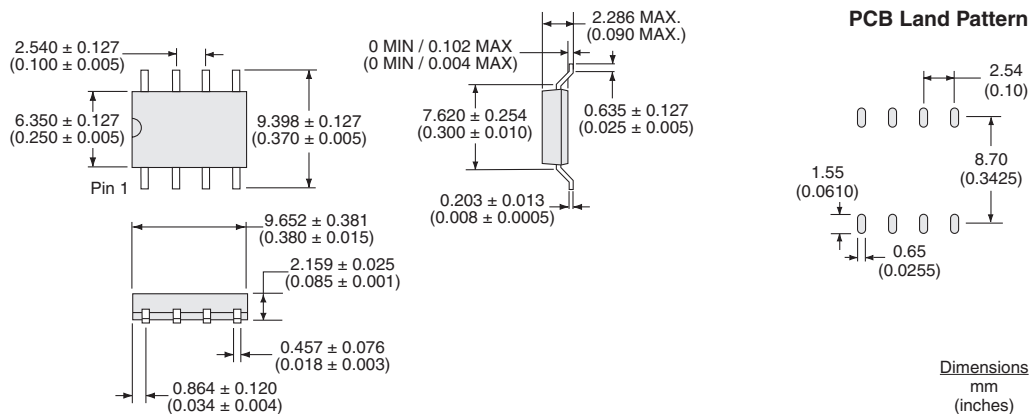 2.540 ± 0.127
(0.100 ± 0.005)
6.350 ± 0.127
(0.250 ± 0.005)
9.398 ± 0.127
(0.370 ± 0.005)
Pin 1
9.652 ± 0.381
(0.380 ± 0.015)
2.159 ± 0.025
(0.085 ± 0.001)
0.457 ± 0.076
(0.018 ± 0.003)
0.864 ± 0.120
(0.034 ± 0.004)
2.286 MAX.
(0.090 MAX.)
0 MIN / 0.102 MAX
(0 MIN / 0.004 MAX)
7.620 ± 0.254
(0.300 ± 0.010)
0.635 ± 0.127
(0.025 ± 0.005)
0.203 ± 0.013
(0.008 ± 0.0005)
PCB Land Pattern
2.54
(0.10)
8.70
(0.3425)
1.55
(0.0610)
0.65
(0.0255)
Dimensions
mm
(inches)